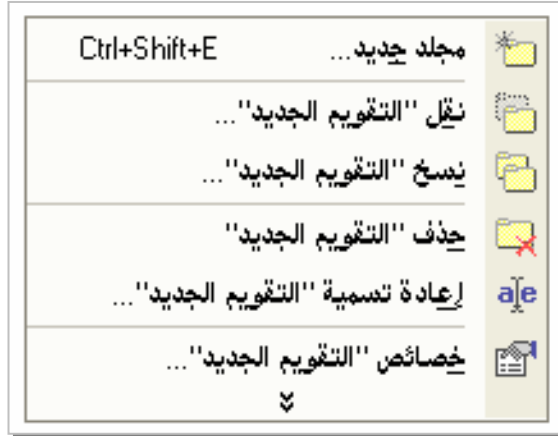 مجلد جديد... Ctrl+Shift+E
نقل "التقويم الجديد"...
نسخ "التقويم الجديد"...
حذف "التقويم الجديد"
إعادة تسمية "التقويم الجديد"...
خصائص "التقويم الجديد"...